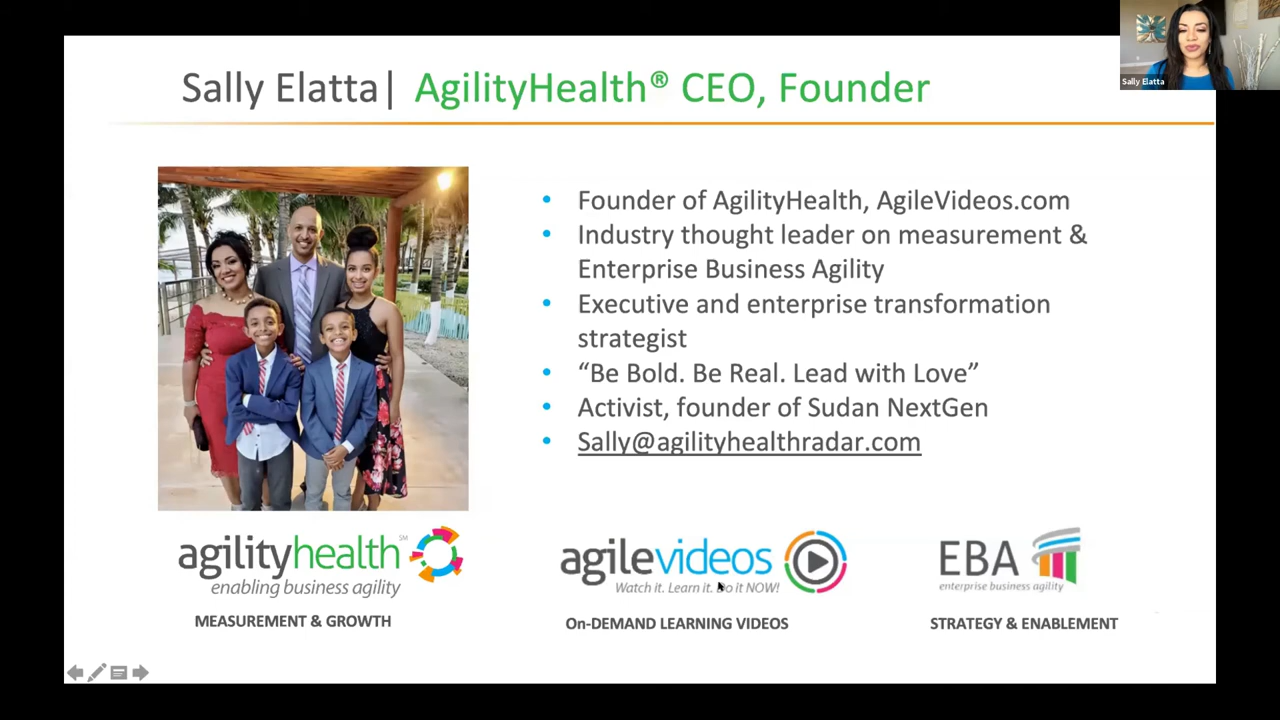 Sally Elatta
Sally Elatta| AgilityHealth® CEO, Founder
• Founder of AgilityHealth, AgileVideos.com
• Industry thought leader on measurement &
Enterprise Business Agility
• Executive and enterprise transformation
strategist
• “Be Bold. Be Real. Lead with Love”
• Activist, founder of Sudan NextGen
• Sally@agilityhealthradar.com
agilityhealth℠
enabling business agility
MEASUREMENT & GROWTH
agilevideos
Watch it. Learn it. Do it NOW!
On-DEMAND LEARNING VIDEOS
EBA
enterprise business agility
STRATEGY & ENABLEMENT